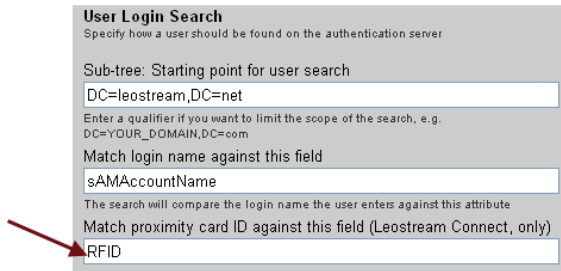 User Login Search
Specify how a user should be found on the authentication server
Sub-tree: Starting point for user search
DC=leostream,DC=net
Enter a qualifier if you want to limit the scope of the search, e.g.
DC=YOUR_DOMAIN,DC=com
Match login name against this field
sAMAccountName
The search will compare the login name the user enters against this attribute
Match proximity card ID against this field (Leostream Connect, only)
RFID